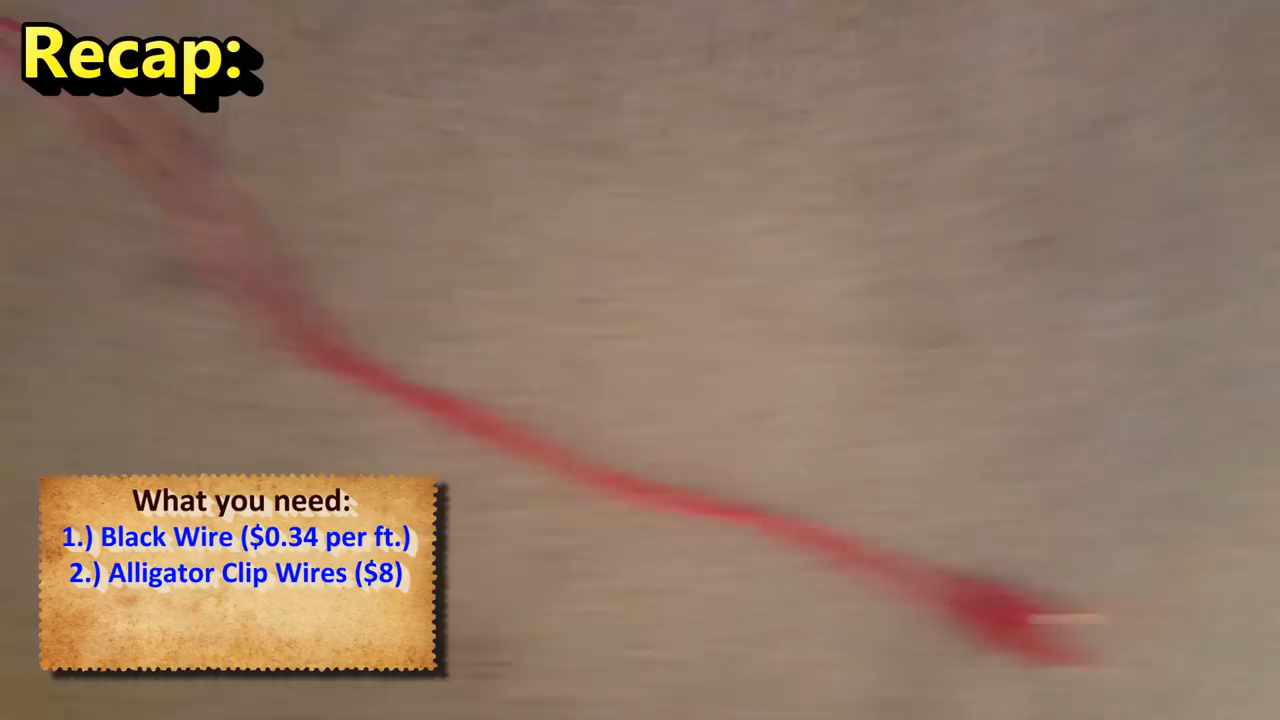 Recap:
What you need:
1.) Black Wire ($0.34 per ft.)
2.) Alligator Clip Wires ($8)